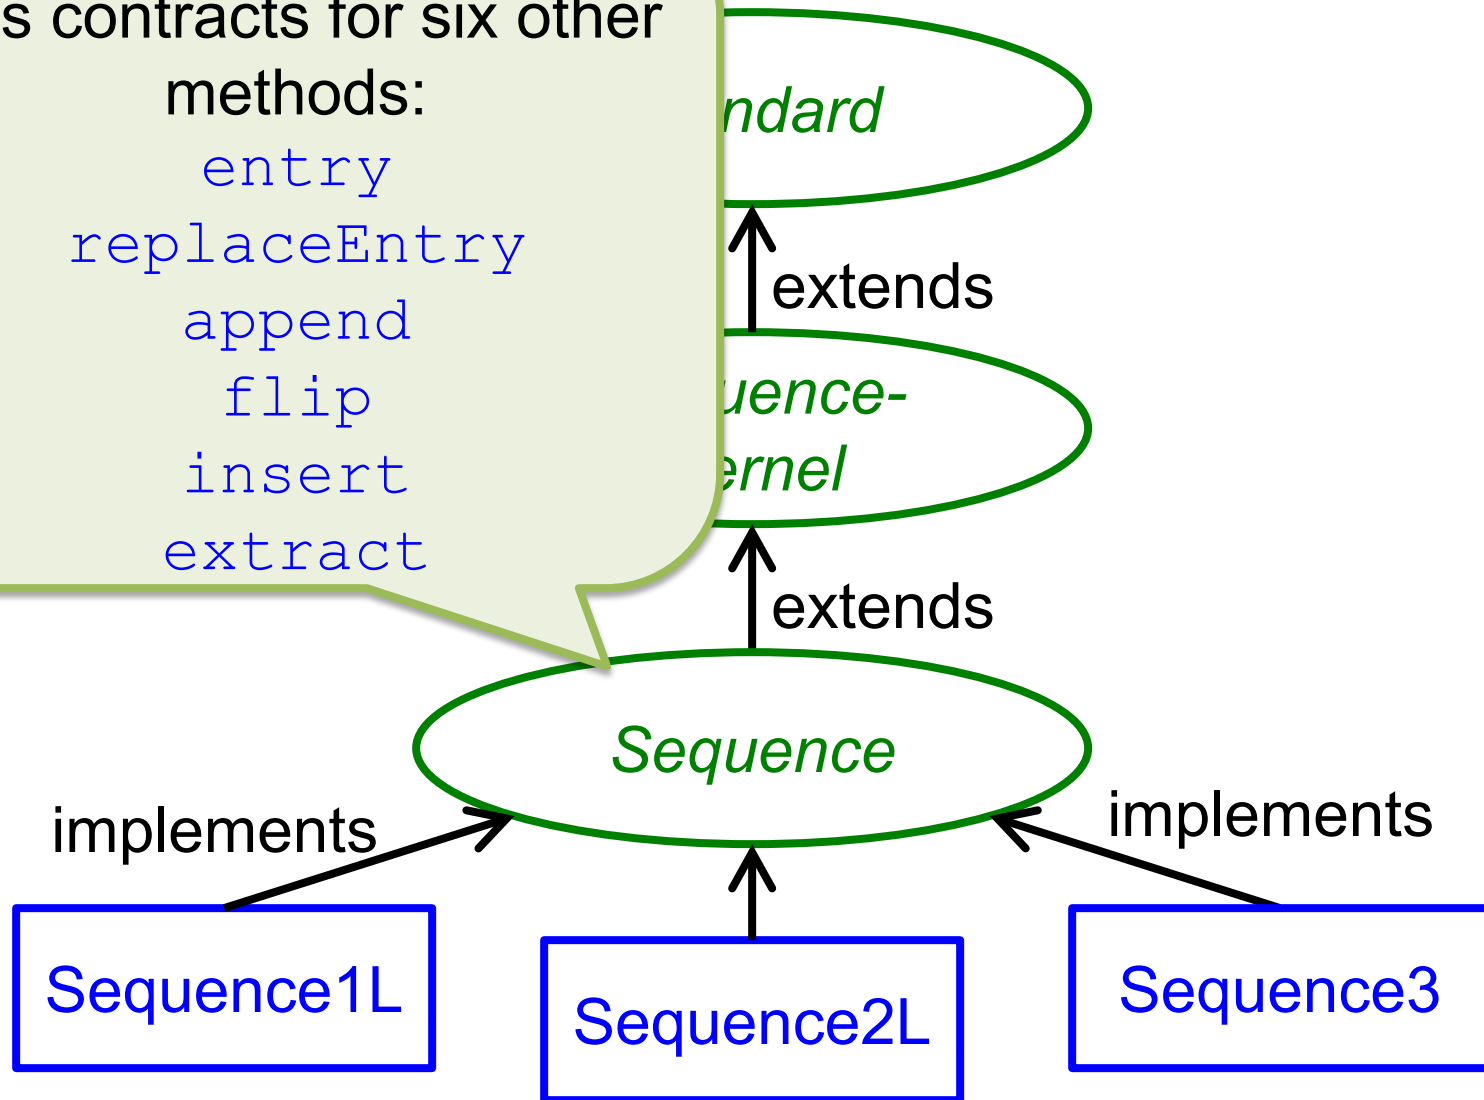 s contracts for six other
methods:
entry
replaceEntry
append
flip
insert
extract
ndard
extends
uence-
ernel
extends
Sequence
implements
implements
Sequence1L
Sequence2L
Sequence3